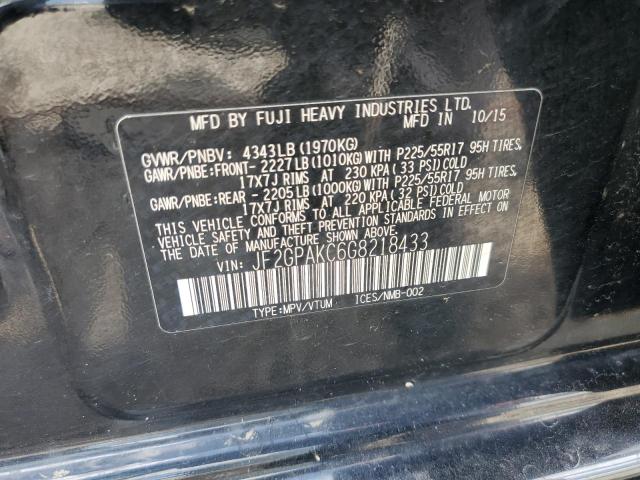 MFD BY FUJI HEAVY INDUSTRIES LTD.
MFD IN 10/15
GVWR/PNBV: 4343LB(1970KG)
GAWR/PNBE:FRONT- 2227LB(1010KG)WITH P225/55R17 95H TIRES,
17X7J RIMS AT 230 KPA(33 PSI)COLD
GAWR/PNBE:REAR - 2205LB(1000KG)WITH P225/55R17 95H TIRES,
17X7J RIMS AT 220 KPA(32 PSI)COLD
THIS VEHICLE CONFORMS TO ALL APPLICABLE FEDERAL MOTOR
VEHICLE SAFETY AND THEFT PREVENTION STANDARDS IN EFFECT ON
THE DATE OF MANUFACTURE SHOWN ABOVE.
VIN: JF2GPAKC6G8218433
TYPE:MPV/VTUM ICES/NMB-002